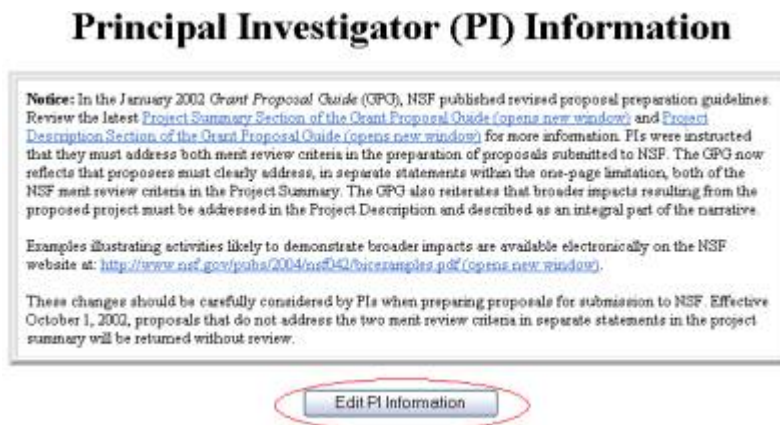 Principal Investigator (PI) Information
Notice: In the January 2002 Grant Proposal Guide (GPG), NSF published revised proposal preparation guidelines.
Review the latest Project Summary Section of the Grant Proposal Guide (opens new window) and Project
Description Section of the Grant Proposal Guide (opens new window) for more information. PIs were instructed
that they must address both merit review criteria in the preparation of proposals submitted to NSF. The GPG now
reflects that proposers must clearly address, in separate statements within the one-page limitation, both of the
NSF merit review criteria in the Project Summary. The GPG also reiterates that broader impacts resulting from the
proposed project must be addressed in the Project Description and described as an integral part of the narrative.
Examples illustrating activities likely to demonstrate broader impacts are available electronically on the NSF
website at: http://www.nsf.gov/pubs/2004/nsf042/bicexamples.pdf (opens new window).
These changes should be carefully considered by PIs when preparing proposals for submission to NSF. Effective
October 1, 2002, proposals that do not address the two merit review criteria in separate statements in the project
summary will be returned without review.
Edit PI Information